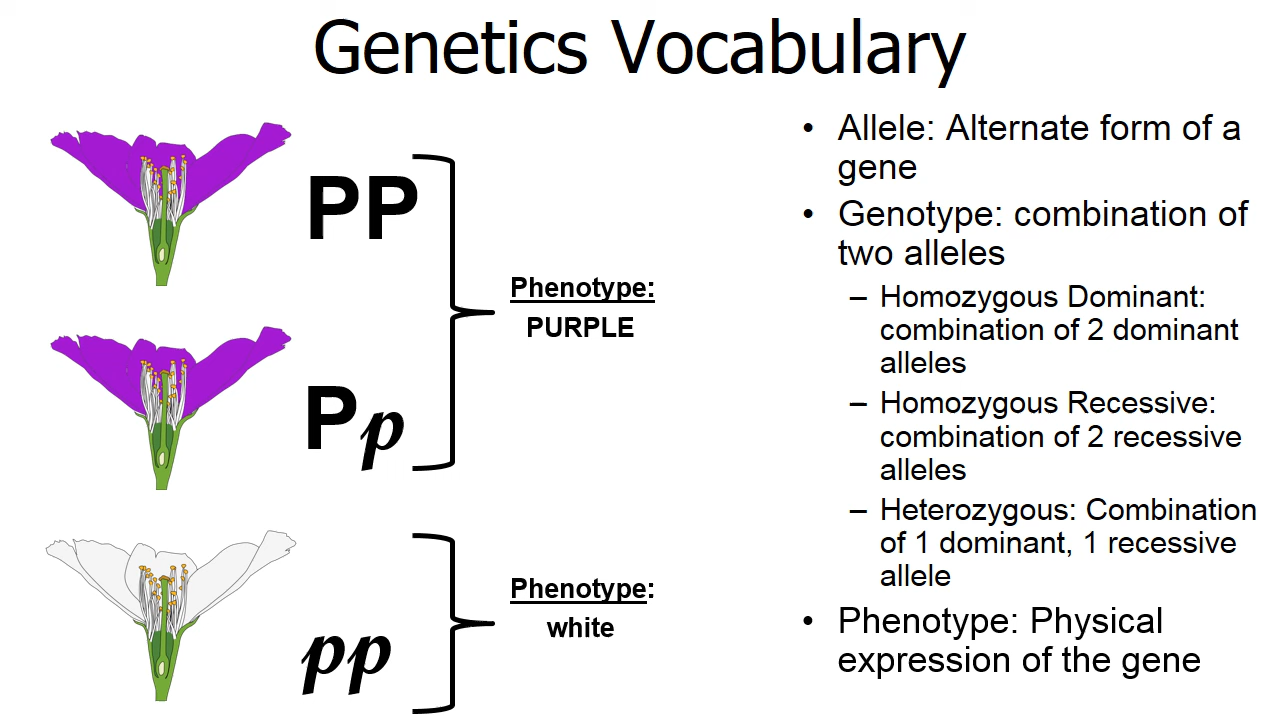 Genetics Vocabulary
PP
Phenotype:
PURPLE
Pp
pp
Phenotype:
white
• Allele: Alternate form of a
gene
• Genotype: combination of
two alleles
– Homozygous Dominant:
combination of 2 dominant
alleles
– Homozygous Recessive:
combination of 2 recessive
alleles
– Heterozygous: Combination
of 1 dominant, 1 recessive
allele
• Phenotype: Physical
expression of the gene